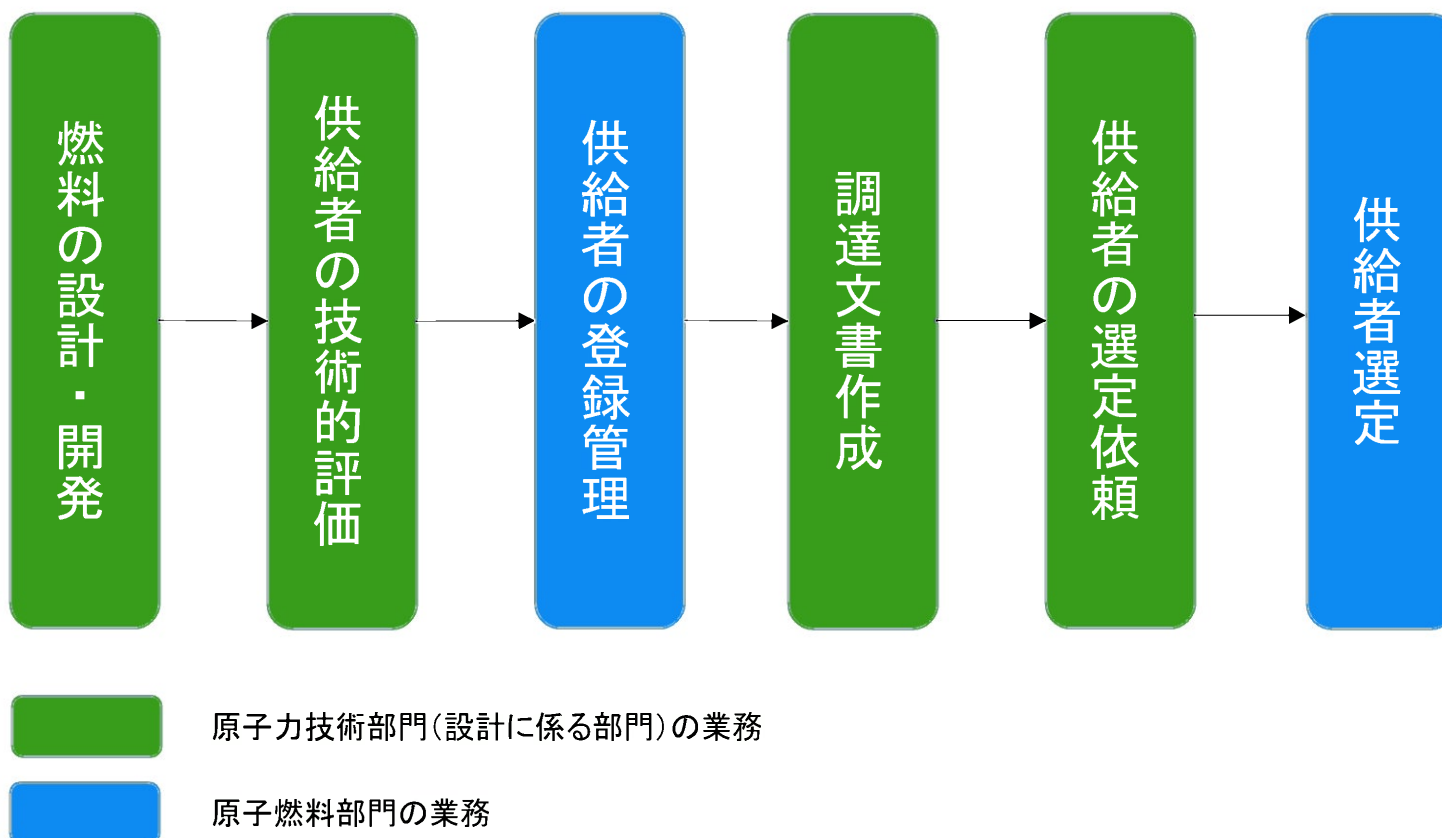 燃料の設計・開発
供給者の技術的評価
供給者の登録管理
調達文書作成
供給者の選定依頼
供給者選定
原子力技術部門（設計に係る部門）の業務
原子燃料部門の業務